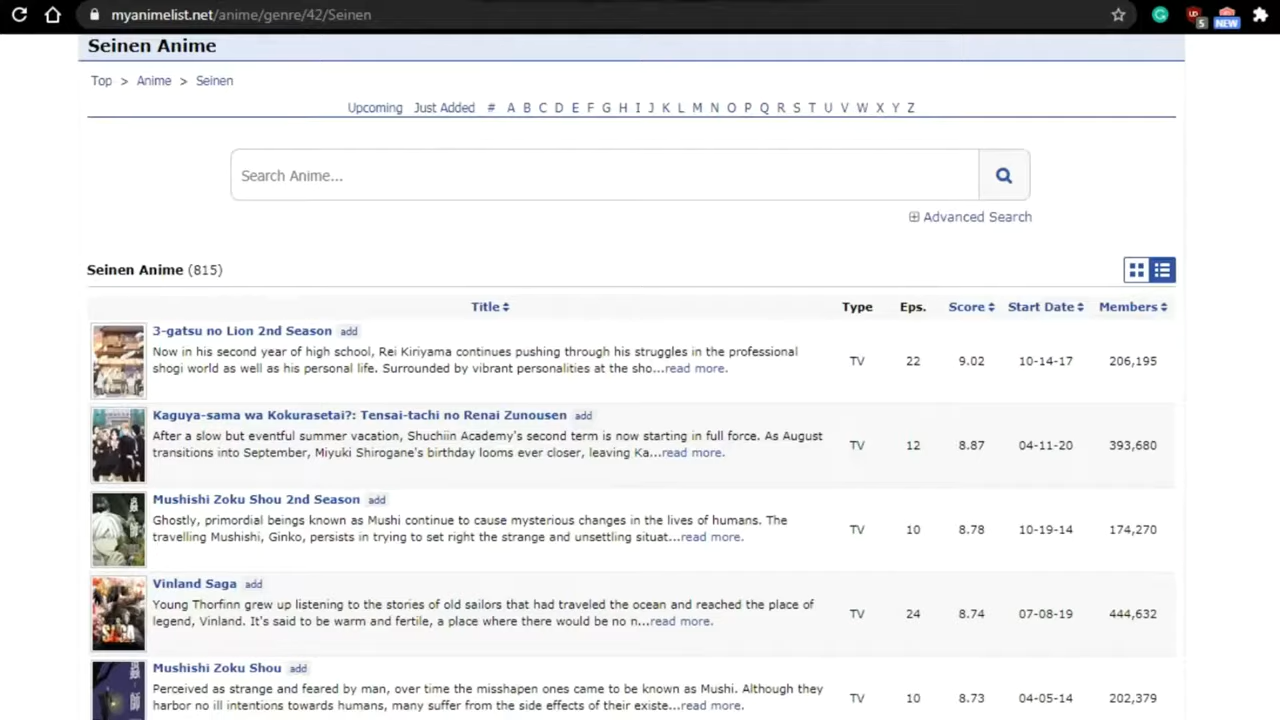 myanimelist.net/anime/genre/42/Seinen
S NEW
Seinen Anime
Top > Anime > Seinen
Upcoming Just Added # A B C D E F G H I J K L M N O P Q R S T U V W X Y Z
Search Anime...
Advanced Search
Seinen Anime (815)
Title Type Eps. Score Start Date Members
3-gatsu no Lion 2nd Season add
Now in his second year of high school, Rei Kiriyama continues pushing through his struggles in the professional
shogi world as well as his personal life. Surrounded by vibrant personalities at the sho...read more.
TV 22 9.02 10-14-17 206,195
Kaguya-sama wa Kokurasetai?: Tensai-tachi no Renai Zunousen add
After a slow but eventful summer vacation, Shuchiin Academy's second term is now starting in full force. As August
transitions into September, Miyuki Shirogane's birthday looms ever closer, leaving Ka...read more.
TV 12 8.87 04-11-20 393,680
Mushishi Zoku Shou 2nd Season add
Ghostly, primordial beings known as Mushi continue to cause mysterious changes in the lives of humans. The
travelling Mushishi, Ginko, persists in trying to set right the strange and unsettling situat...read more.
TV 10 8.78 10-19-14 174,270
Vinland Saga add
Young Thorfinn grew up listening to the stories of old sailors that had traveled the ocean and reached the place of
legend, Vinland. It's said to be warm and fertile, a place where there would be no n...read more.
TV 24 8.74 07-08-19 444,632
SAGA
Mushishi Zoku Shou add
Perceived as strange and feared by man, over time the misshapen ones came to be known as Mushi. Although they
harbor no ill intentions towards humans, many suffer from the side effects of their existe...read more.
TV 10 8.73 04-05-14 202,379